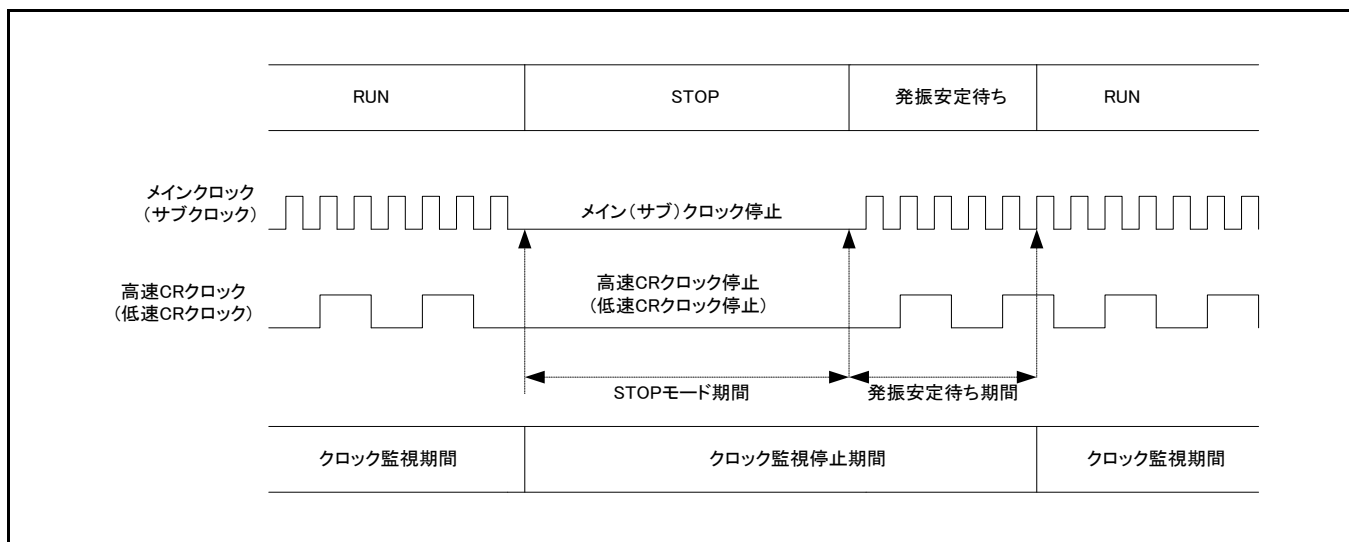 RUN
STOP
発振安定待ち
RUN
メインクロック
(サブクロック)
メイン(サブ)クロック停止
高速CRクロック
(低速CRクロック)
高速CRクロック停止
(低速CRクロック停止)
STOPモード期間
発振安定待ち期間
クロック監視期間
クロック監視停止期間
クロック監視期間